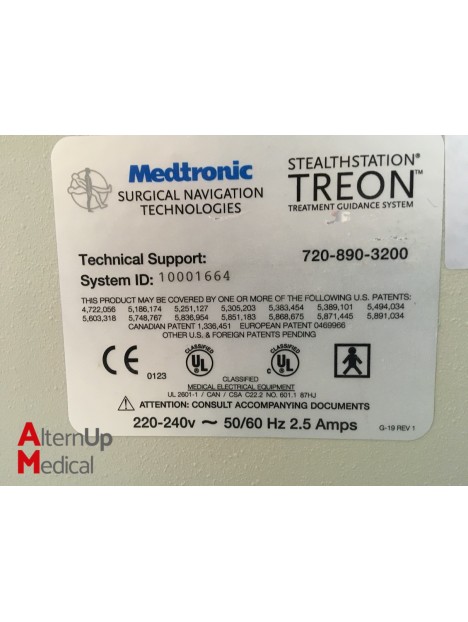 Medtronic
SURGICAL NAVIGATION
TECHNOLOGIES
STEALTHSTATION®
TREON™
TREATMENT GUIDANCE SYSTEM
Technical Support: 720-890-3200
System ID: 10001664
THIS PRODUCT MAY BE COVERED BY ONE OR MORE OF THE FOLLOWING U.S. PATENTS:
4,722,056 5,186,174 5,251,127 5,305,203 5,383,454 5,389,101 5,494,034
5,603,318 5,748,767 5,836,954 5,851,183 5,868,675 5,871,445 5,891,034
CANADIAN PATENT 1,336,451 EUROPEAN PATENT 0469966
OTHER U.S. & FOREIGN PATENTS PENDING
CE 0123
CLASSIFIED
UL
CLASSIFIED
C UL
CLASSIFIED
MEDICAL ELECTRICAL EQUIPMENT
UL 2601-1 / CAN / CSA C22.2 NO. 601.1 87HJ
ATTENTION: CONSULT ACCOMPANYING DOCUMENTS
220-240v ~ 50/60 Hz 2.5 Amps
G-19 REV 1
AlternUp
Medical